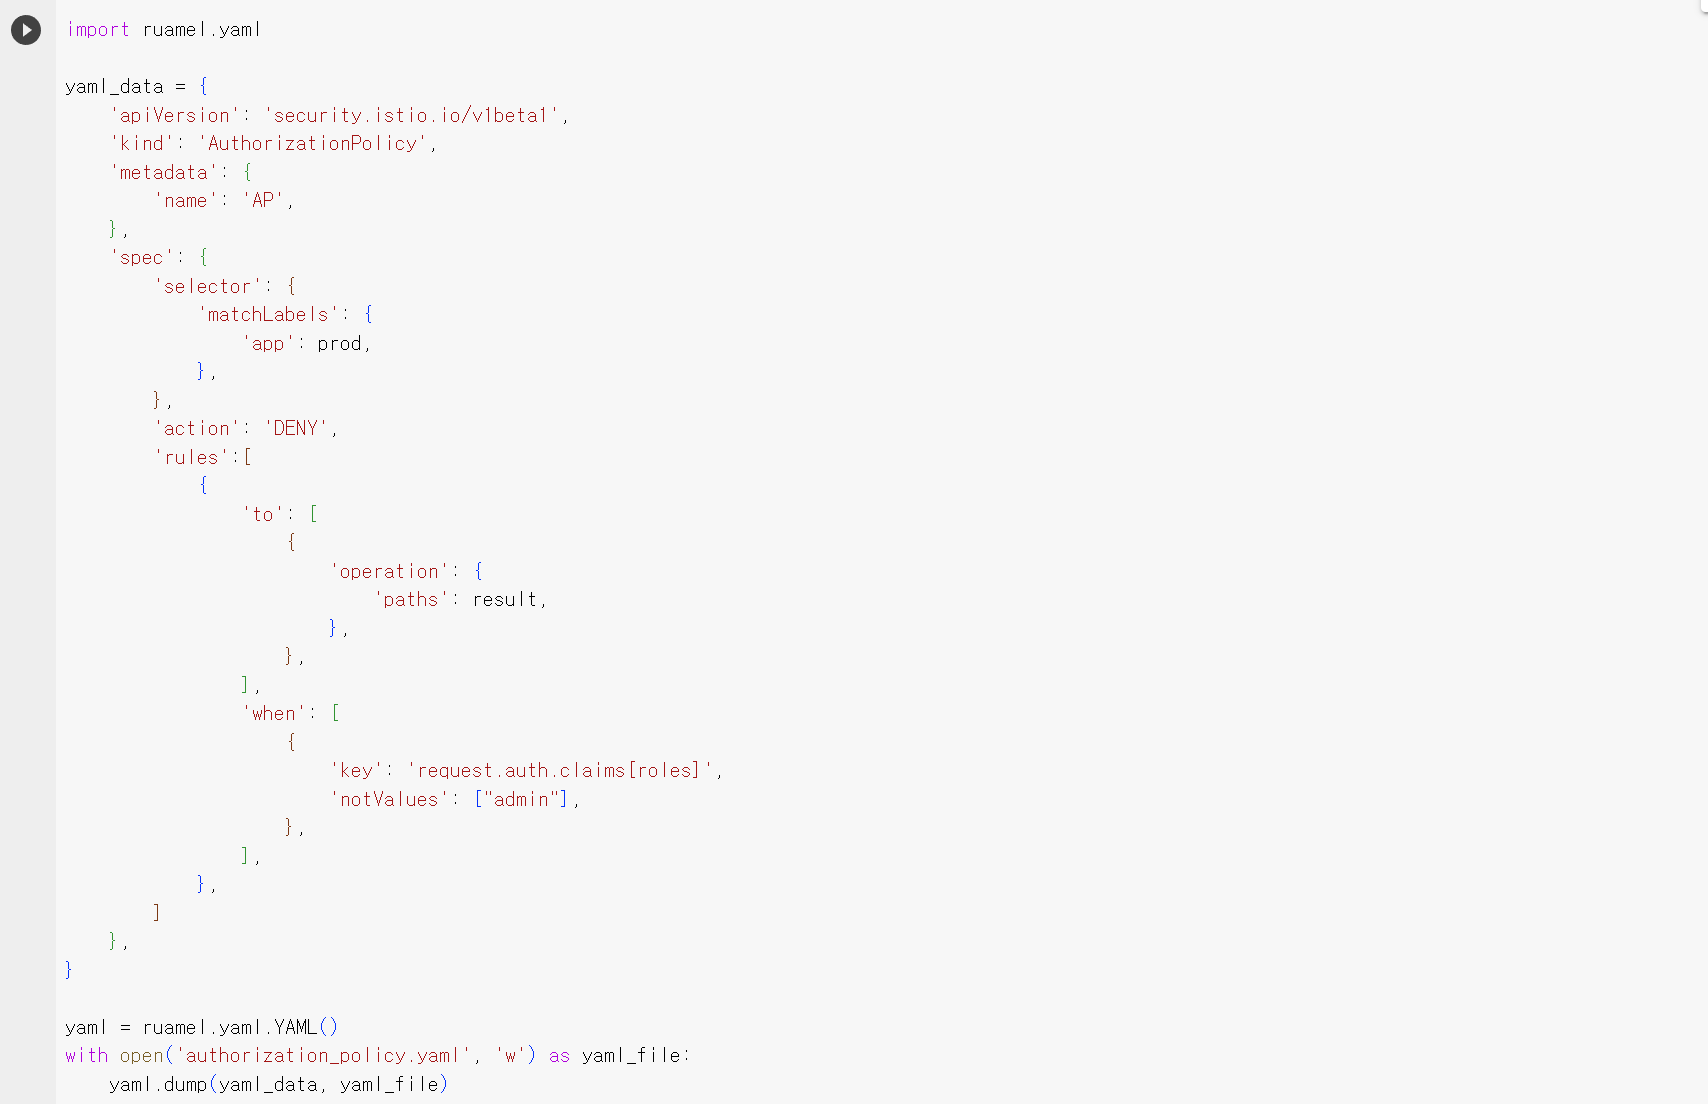 import ruamel.yaml

yaml_data = {
    'apiVersion': 'security.istio.io/v1beta1',
    'kind': 'AuthorizationPolicy',
    'metadata': {
        'name': 'AP',
    },
    'spec': {
        'selector': {
            'matchLabels': {
                'app': prod,
            },
        },
        'action': 'DENY',
        'rules':[
            {
                'to': [
                    {
                        'operation': {
                            'paths': result,
                        },
                    },
                ],
                'when': [
                    {
                        'key': 'request.auth.claims[roles]',
                        'notValues': ["admin"],
                    },
                ],
            },
        ]
    },
}

yaml = ruamel.yaml.YAML()
with open('authorization_policy.yaml', 'w') as yaml_file:
    yaml.dump(yaml_data, yaml_file)